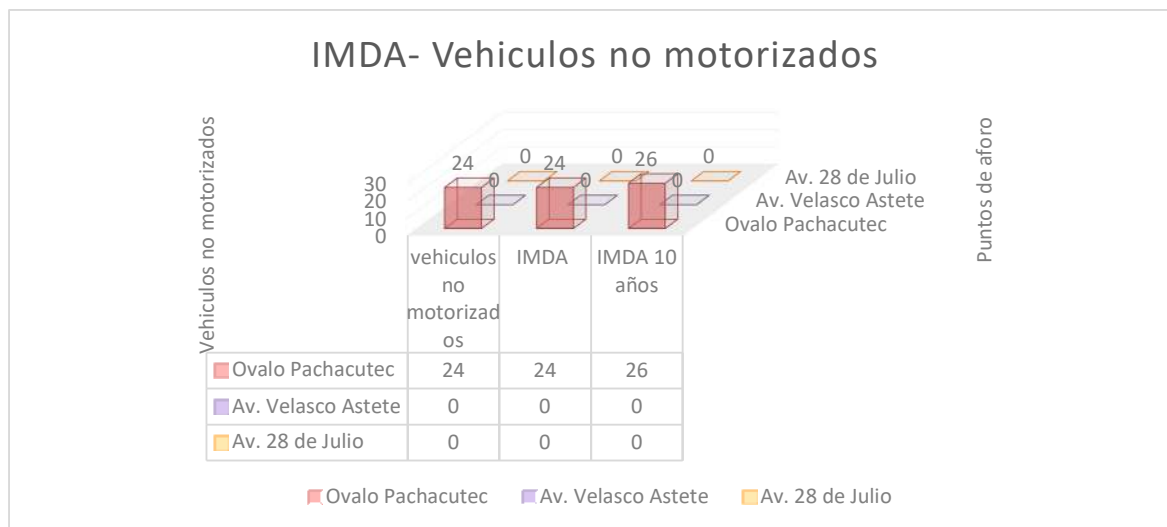 IMDA- Vehiculos no motorizados
Vehiculos no motorizados
Puntos de aforo
24 0 0 24 0 0 26 0 0
30
20
10
0
Av. 28 de Julio
Av. Velasco Astete
Ovalo Pachacutec
vehiculos
no
motorizad
os
IMDA
IMDA 10
años
Ovalo Pachacutec 24 24 26
Av. Velasco Astete 0 0 0
Av. 28 de Julio 0 0 0
Ovalo Pachacutec Av. Velasco Astete Av. 28 de Julio